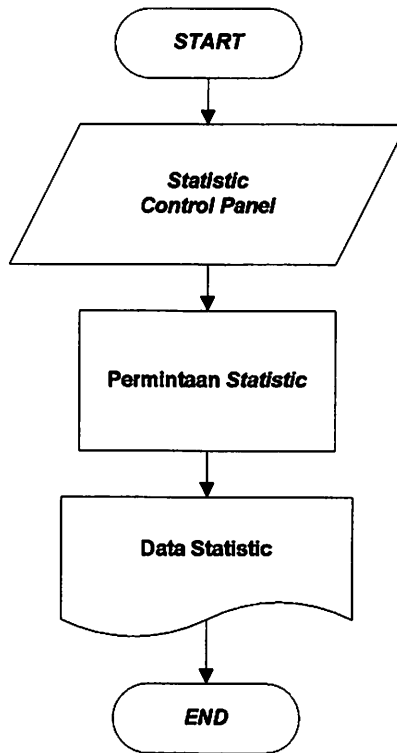 START
Statistic
Control Panel
Permintaan Statistic
Data Statistic
END